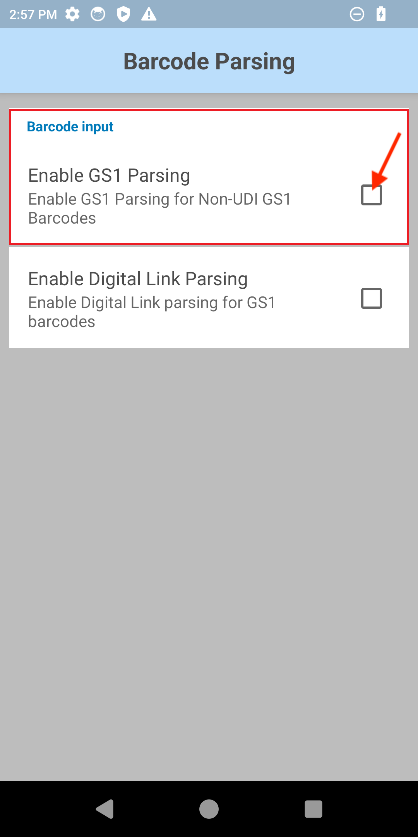 2:57 PM
Barcode Parsing
Barcode input
Enable GS1 Parsing
Enable GS1 Parsing for Non-UDI GS1
Barcodes
Enable Digital Link Parsing
Enable Digital Link parsing for GS1
barcodes